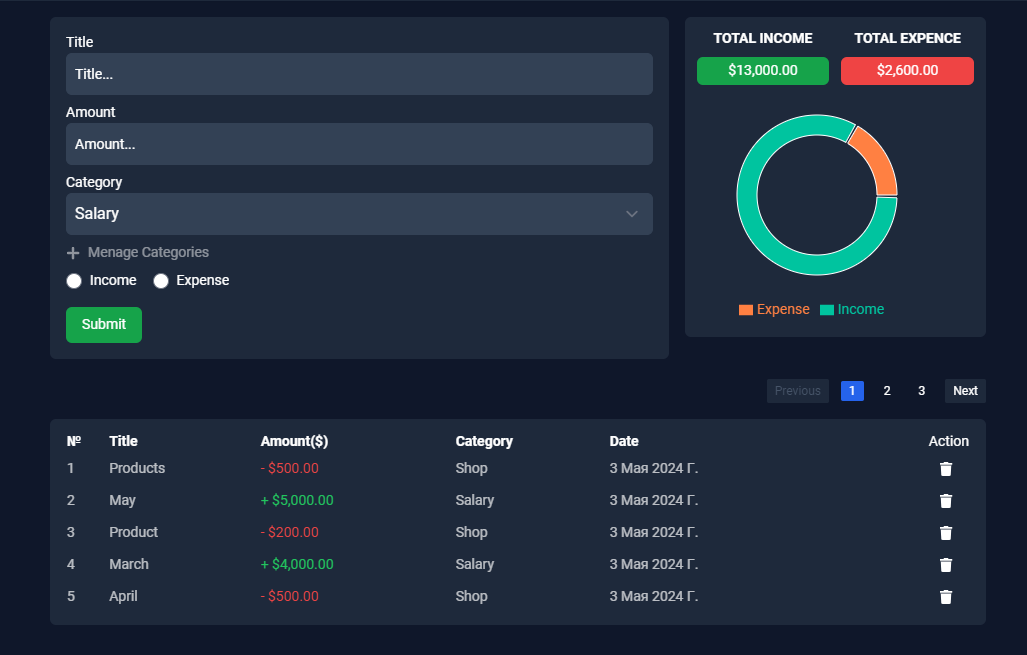 Title
Title...
Amount
Amount...
Category
Salary
Menage Categories
Income Expense
Submit
TOTAL INCOME TOTAL EXPENCE
$13,000.00 $2,600.00
Expense Income
Previous 1 2 3 Next
№ Title Amount($) Category Date Action
1 Products - $500.00 Shop 3 Мая 2024 Г.
2 May + $5,000.00 Salary 3 Мая 2024 Г.
3 Product - $200.00 Shop 3 Мая 2024 Г.
4 March + $4,000.00 Salary 3 Мая 2024 Г.
5 April - $500.00 Shop 3 Мая 2024 Г.